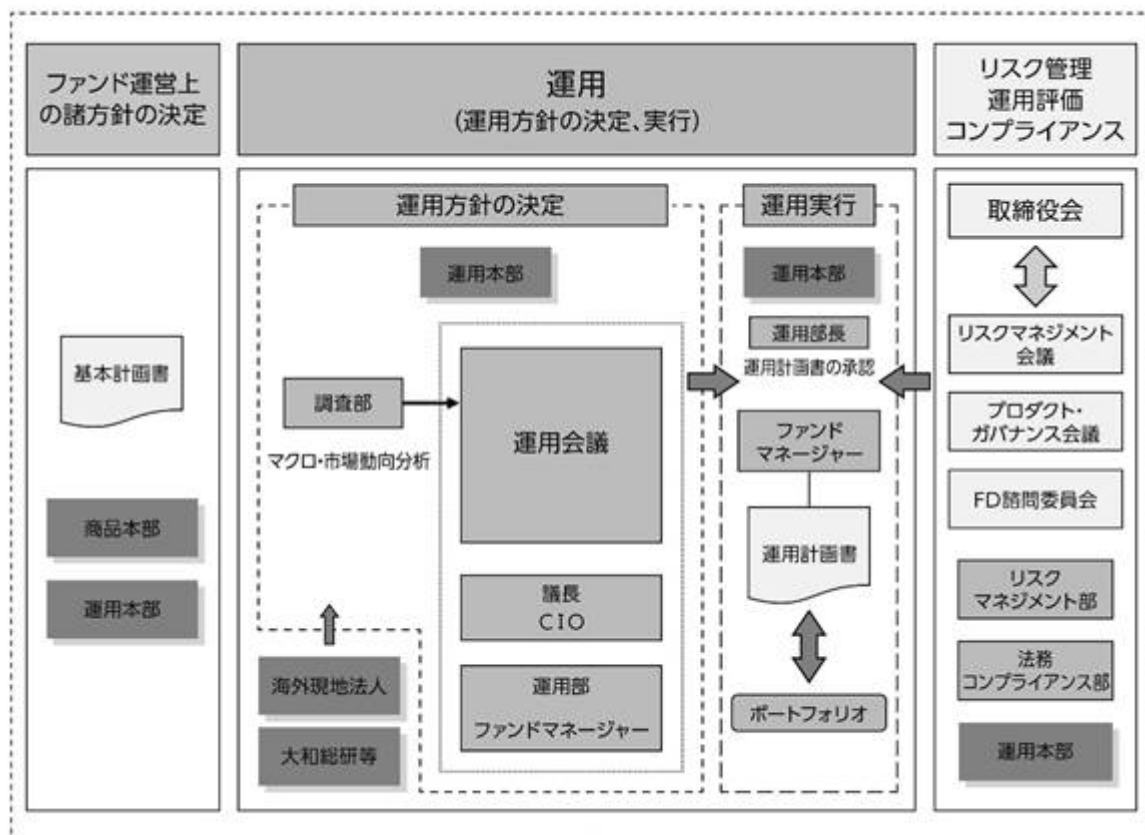 ファンド運営上
の諸方針の決定
運用
(運用方針の決定、実行)
リスク管理
運用評価
コンプライアンス
基本計画書
商品本部
運用本部
運用方針の決定
運用本部
調査部
マクロ・市場動向分析
運用会議
議長
CIO
運用部
ファンドマネージャー
海外現地法人
大和総研等
運用実行
運用本部
運用部長
運用計画書の承認
ファンド
マネージャー
運用計画書
ポートフォリオ
取締役会
リスクマネジメント
会議
プロダクト・
ガバナンス会議
FD諮問委員会
リスク
マネジメント部
法務
コンプライアンス部
運用本部